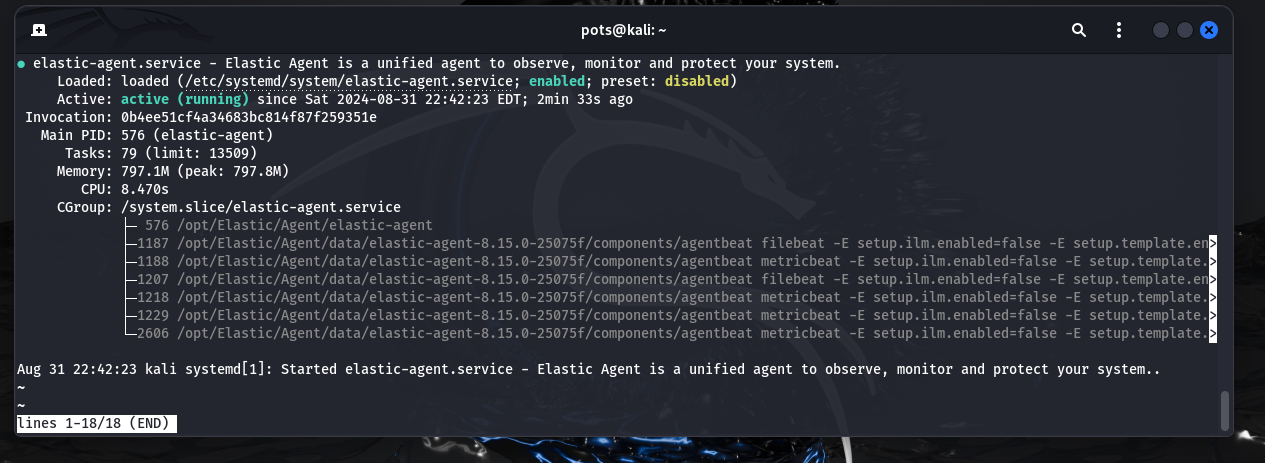 pots@kali: ~
● elastic-agent.service - Elastic Agent is a unified agent to observe, monitor and protect your system.
Loaded: loaded (/etc/systemd/system/elastic-agent.service; enabled; preset: disabled)
Active: active (running) since Sat 2024-08-31 22:42:23 EDT; 2min 33s ago
Invocation: 0b4ee51cf4a34683bc814f87f259351e
Main PID: 576 (elastic-agent)
Tasks: 79 (limit: 13509)
Memory: 797.1M (peak: 797.8M)
CPU: 8.470s
CGroup: /system.slice/elastic-agent.service
├─ 576 /opt/Elastic/Agent/elastic-agent
├─1187 /opt/Elastic/Agent/data/elastic-agent-8.15.0-25075f/components/agentbeat filebeat -E setup.ilm.enabled=false -E setup.template.en>
├─1188 /opt/Elastic/Agent/data/elastic-agent-8.15.0-25075f/components/agentbeat metricbeat -E setup.ilm.enabled=false -E setup.template.>
├─1207 /opt/Elastic/Agent/data/elastic-agent-8.15.0-25075f/components/agentbeat filebeat -E setup.ilm.enabled=false -E setup.template.en>
├─1218 /opt/Elastic/Agent/data/elastic-agent-8.15.0-25075f/components/agentbeat metricbeat -E setup.ilm.enabled=false -E setup.template.>
├─1229 /opt/Elastic/Agent/data/elastic-agent-8.15.0-25075f/components/agentbeat metricbeat -E setup.ilm.enabled=false -E setup.template.>
└─2606 /opt/Elastic/Agent/data/elastic-agent-8.15.0-25075f/components/agentbeat metricbeat -E setup.ilm.enabled=false -E setup.template.>
Aug 31 22:42:23 kali systemd[1]: Started elastic-agent.service - Elastic Agent is a unified agent to observe, monitor and protect your system..
~
~
lines 1-18/18 (END)